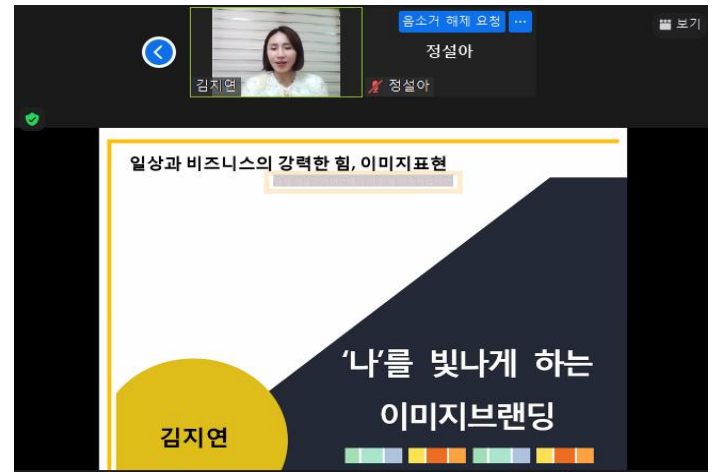 음소거 해제 요청 ...
보기
정설아
김지연
정설아
일상과 비즈니스의 강력한 힘, 이미지표현
‘나’를 빛나게 하는
이미지브랜딩
김지연